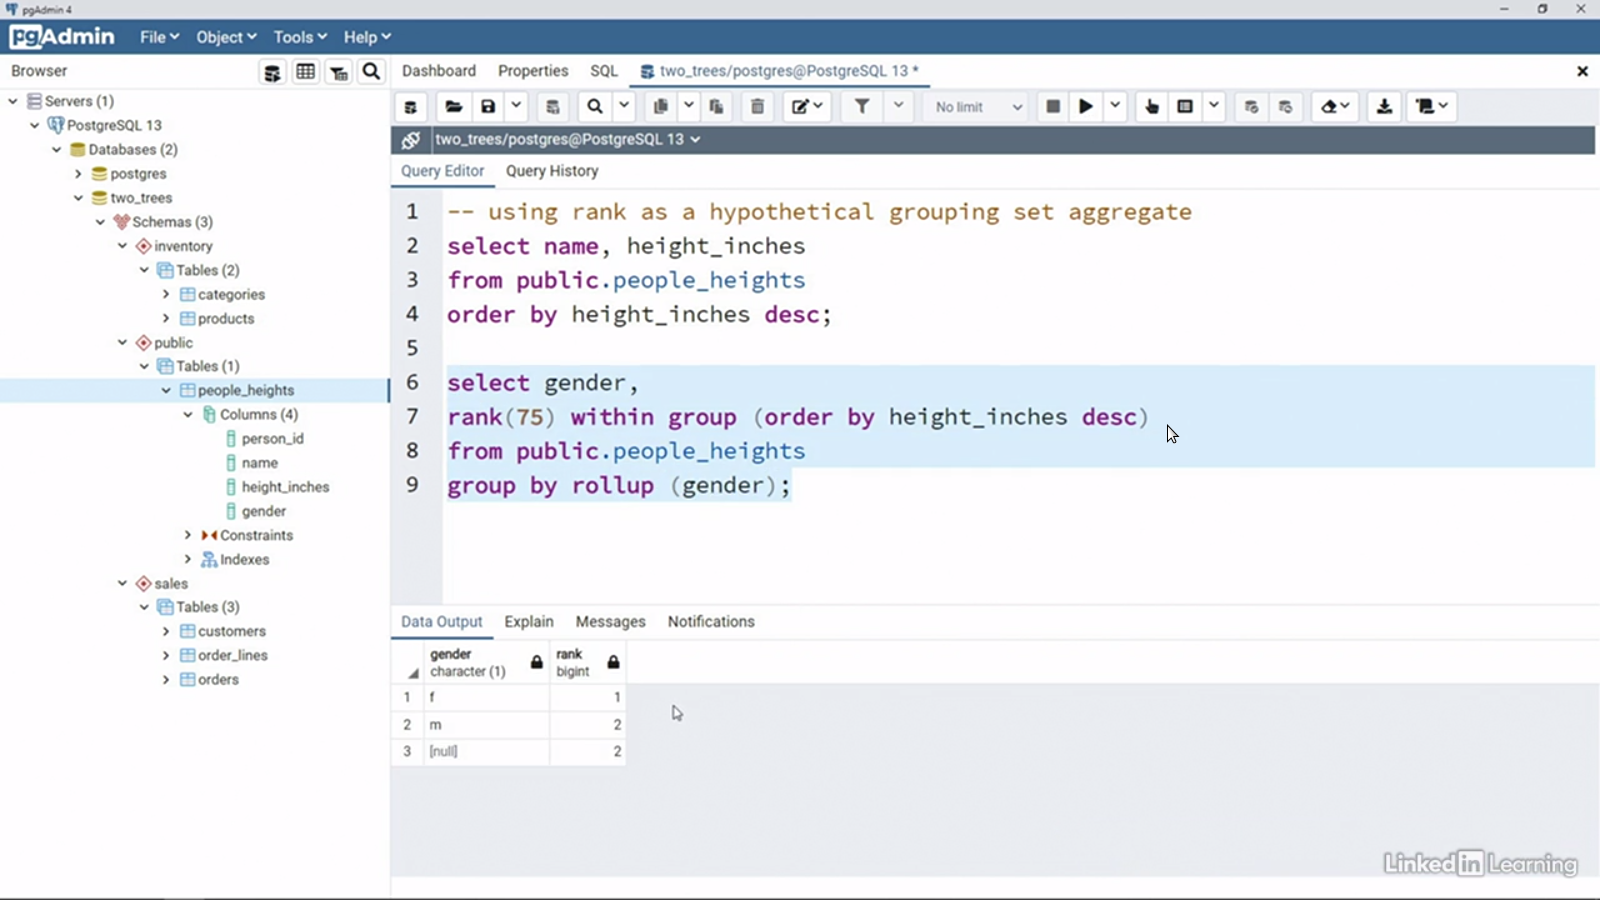 pgAdmin 4
pgAdmin File Object Tools Help
Browser
Dashboard Properties SQL two_trees/postgres@PostgreSQL 13 *
No limit
two_trees/postgres@PostgreSQL 13
Query Editor Query History
Servers (1)
PostgreSQL 13
Databases (2)
postgres
two_trees
Schemas (3)
inventory
Tables (2)
categories
products
public
Tables (1)
people_heights
Columns (4)
person_id
name
height_inches
gender
Constraints
Indexes
sales
Tables (3)
customers
order_lines
orders
1 -- using rank as a hypothetical grouping set aggregate
2 select name, height_inches
3 from public.people_heights
4 order by height_inches desc;
5
6 select gender,
7 rank(75) within group (order by height_inches desc)
8 from public.people_heights
9 group by rollup (gender);
Data Output Explain Messages Notifications
gender rank
character (1) bigint
1 f 1
2 m 2
3 [null] 2
Linked in Learning